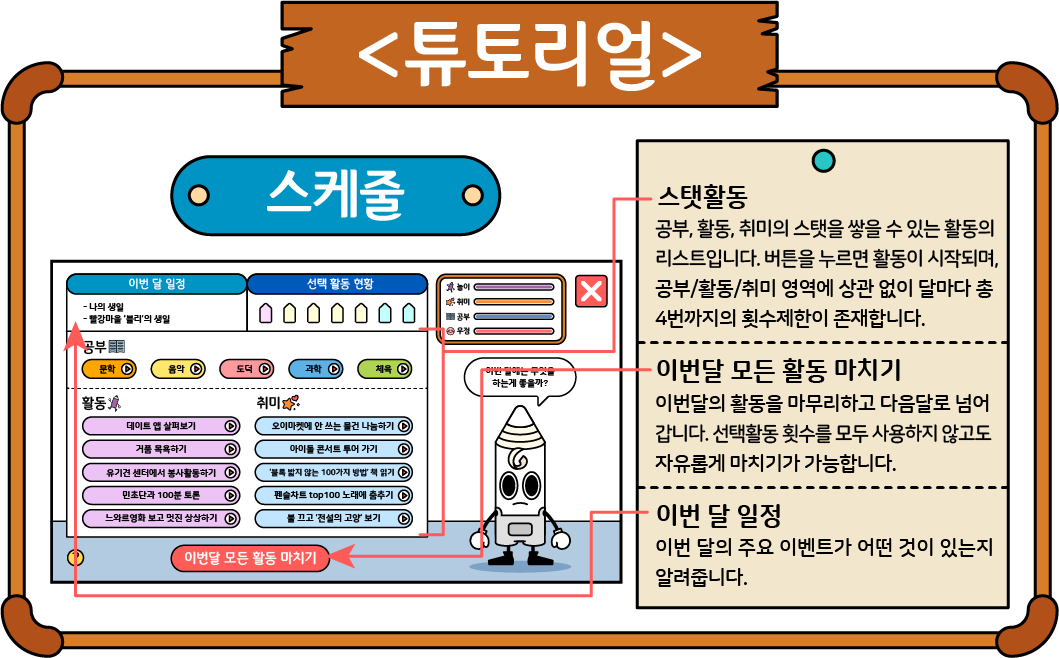 <튜토리얼>
스케줄
이번 달 일정
선택 활동 현황
- 나의 생일
- 빨강마을 '볼리'의 생일
놀이
취미
공부
우정
공부
문학
음악
도덕
과학
체육
활동
취미
데이트 앱 살펴보기
오이마켓에 안 쓰는 물건 나눔하기
거품 목욕하기
아이돌 콘서트 투어 가기
유기견 센터에서 봉사활동하기
'블록 밟지 않는 100가지 방법' 책 읽기
민초단과 100분 토론
펜슬차트 top100 노래에 춤추기
느와르영화 보고 멋진 상상하기
불 끄고 '전설의 고양' 보기
이번 달에는 무엇을
하는게 좋을까?
?
이번달 모든 활동 마치기
스탯활동
공부, 활동, 취미의 스탯을 쌓을 수 있는 활동의
리스트입니다. 버튼을 누르면 활동이 시작되며,
공부/활동/취미 영역에 상관 없이 달마다 총
4번까지의 횟수제한이 존재합니다.
이번달 모든 활동 마치기
이번달의 활동을 마무리하고 다음달로 넘어
갑니다. 선택활동 횟수를 모두 사용하지 않고도
자유롭게 마치기가 가능합니다.
이번 달 일정
이번 달의 주요 이벤트가 어떤 것이 있는지
알려줍니다.